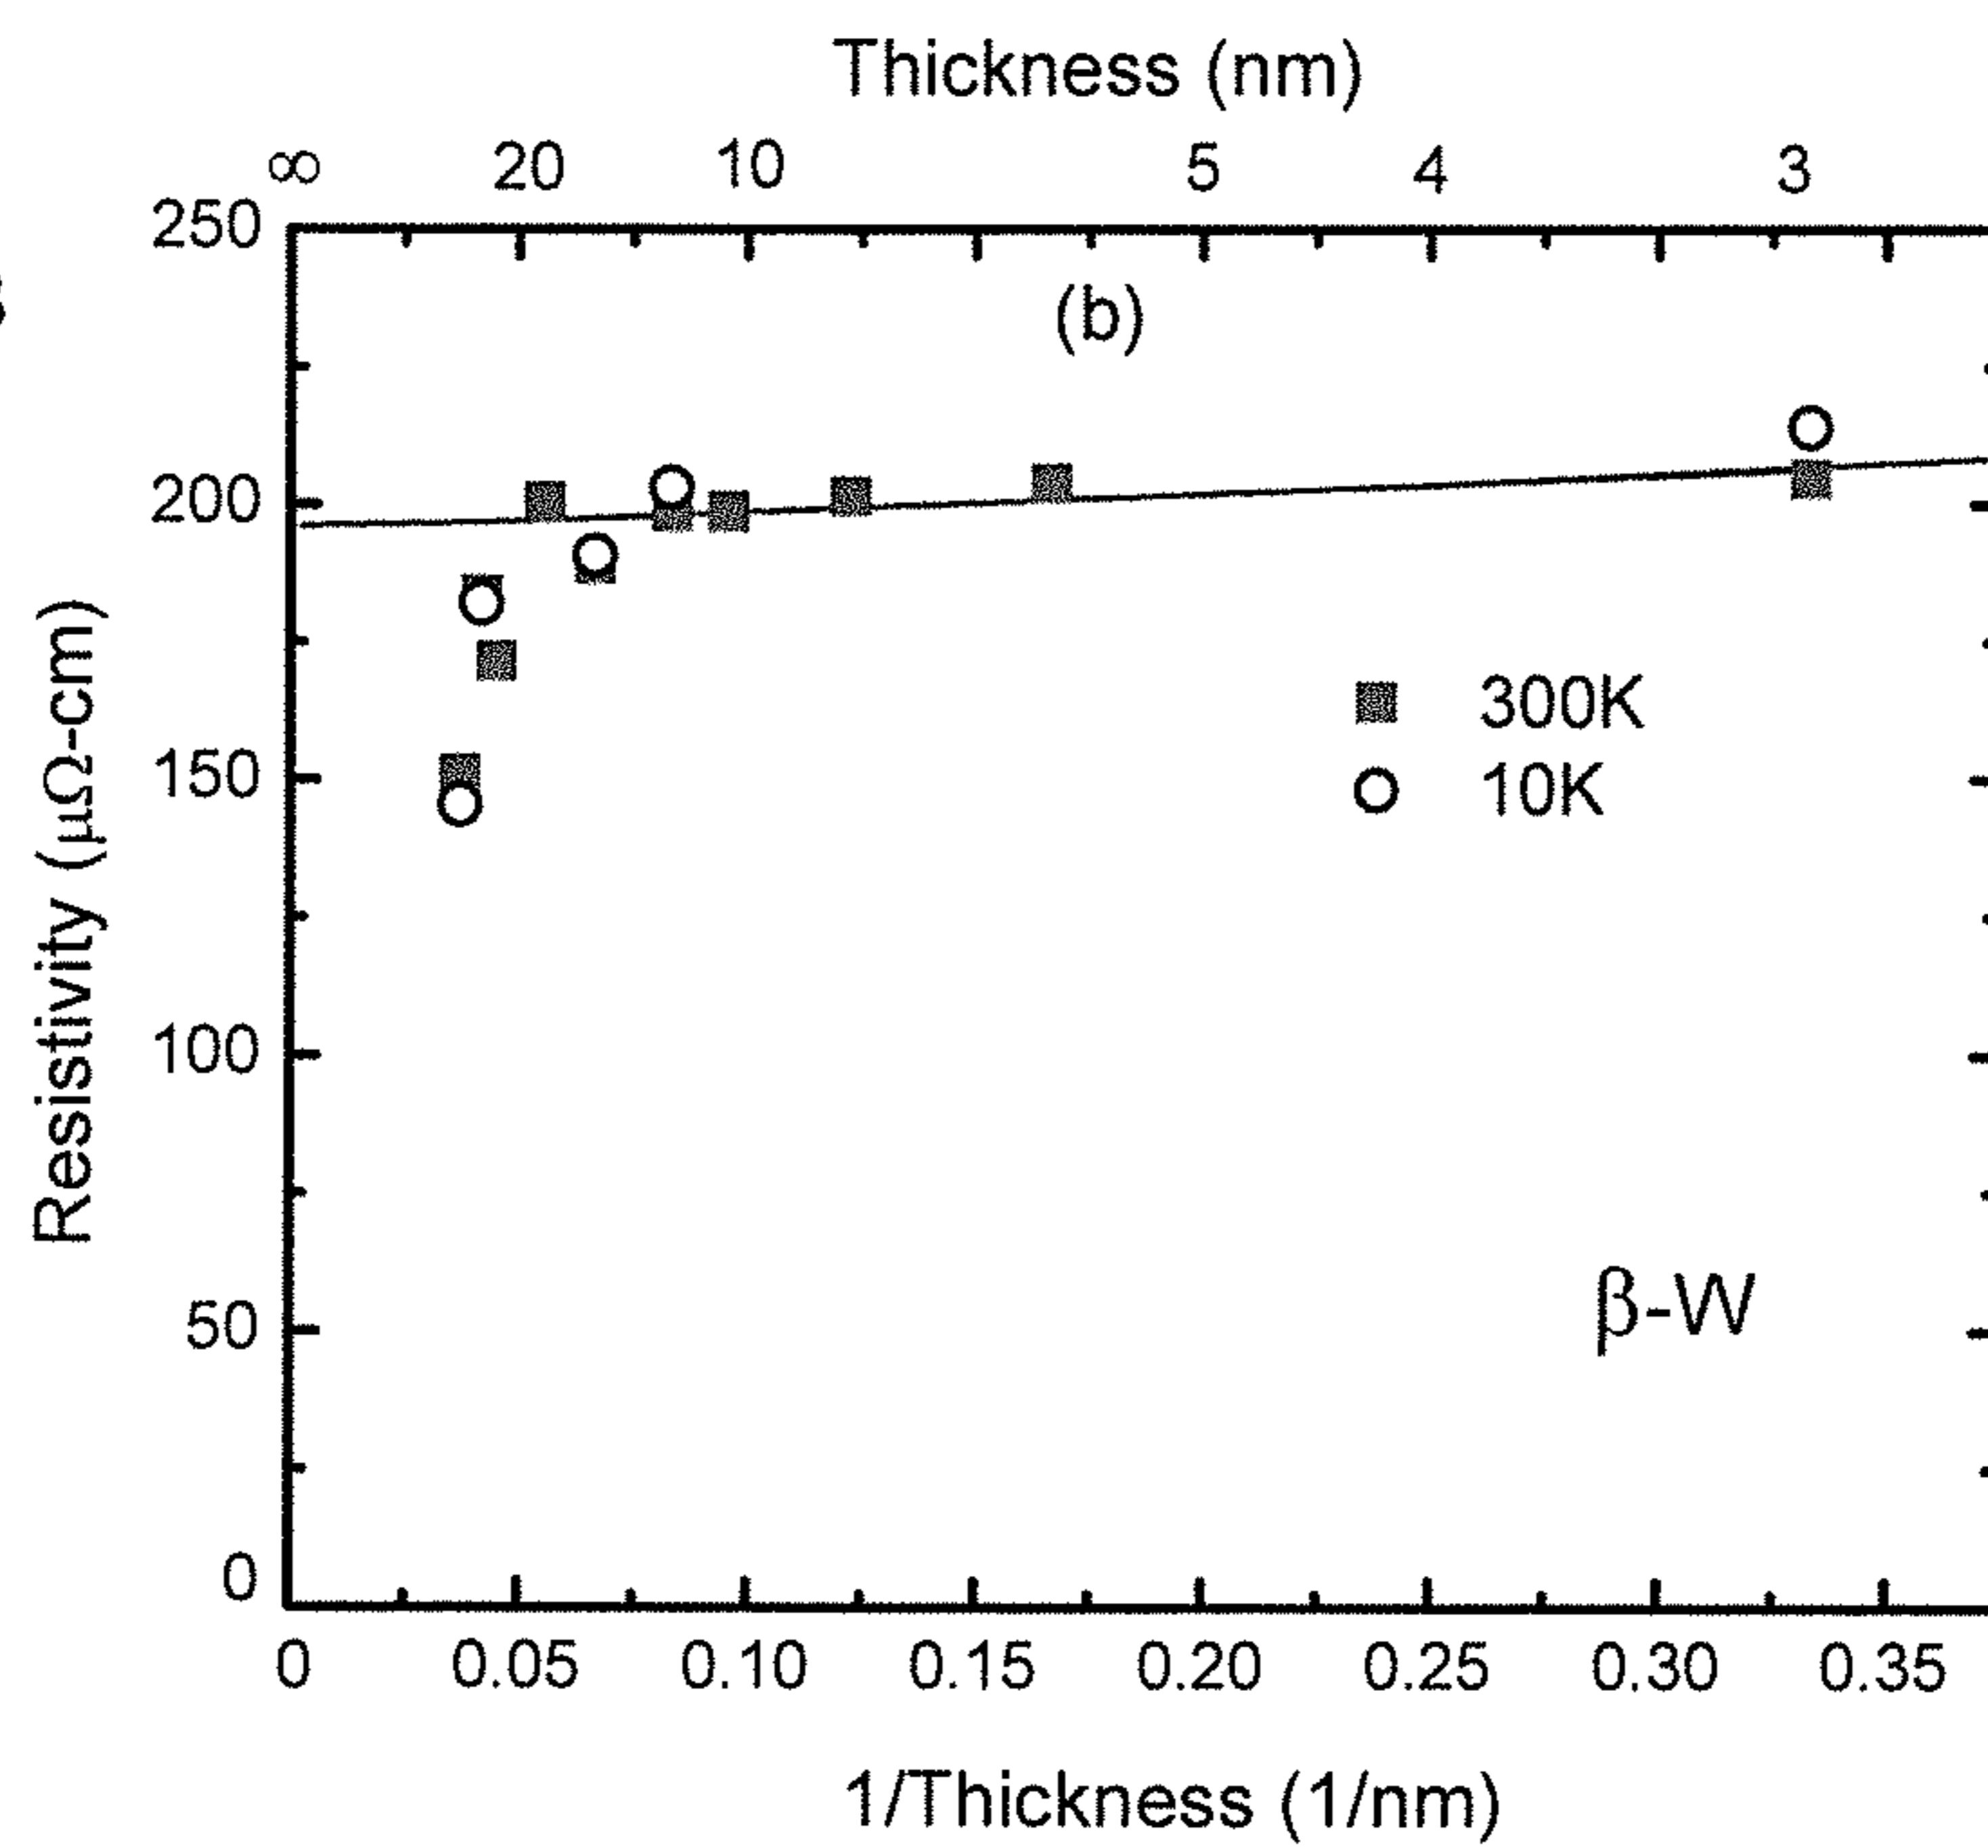 Thickness (nm)
∞ 20 10 5 4 3
250
(b)
200
300K
150
10K
Resistivity (μΩ-cm)
100
50
β-W
0
0 0.05 0.10 0.15 0.20 0.25 0.30 0.35
1/Thickness (1/nm)